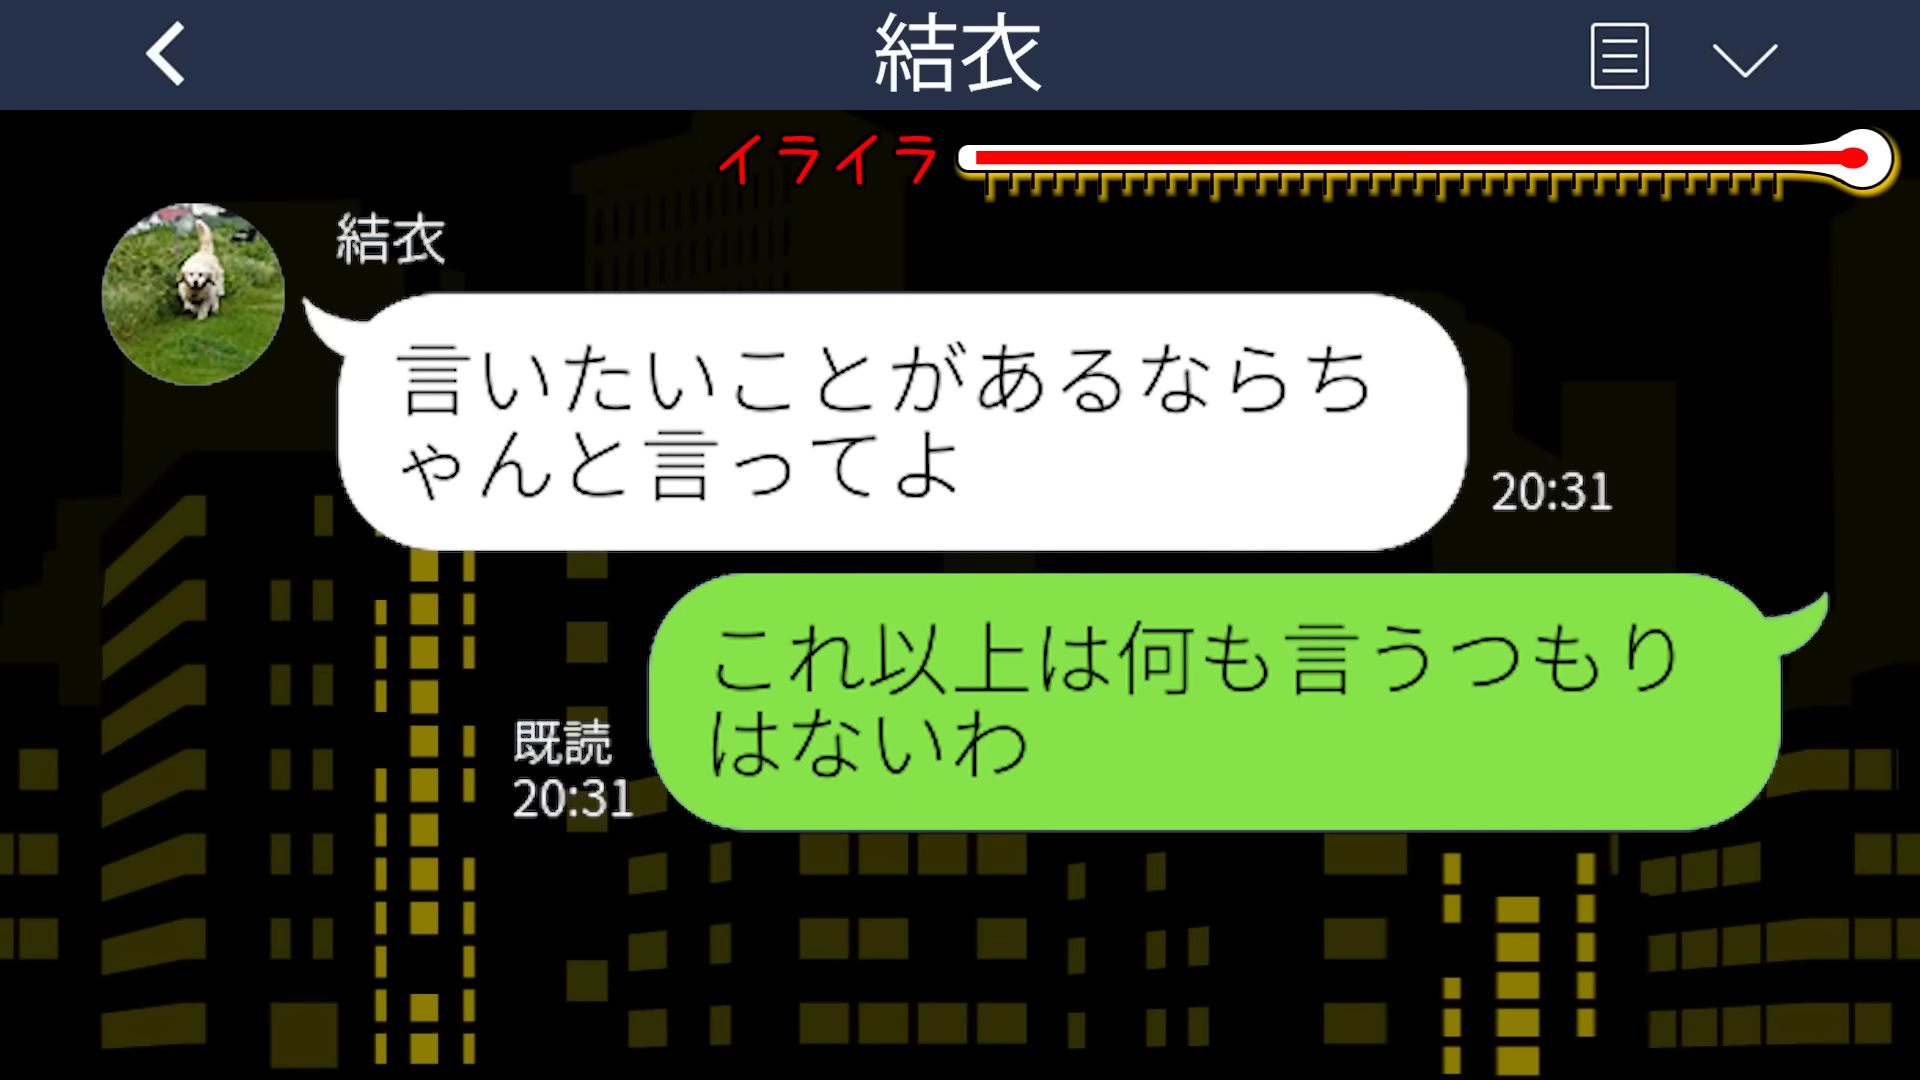 結衣
イライラ
結衣
言いたいことがあるならち
ゃんと言ってよ
20:31
これ以上は何も言うつもり
はないわ
既読
20:31